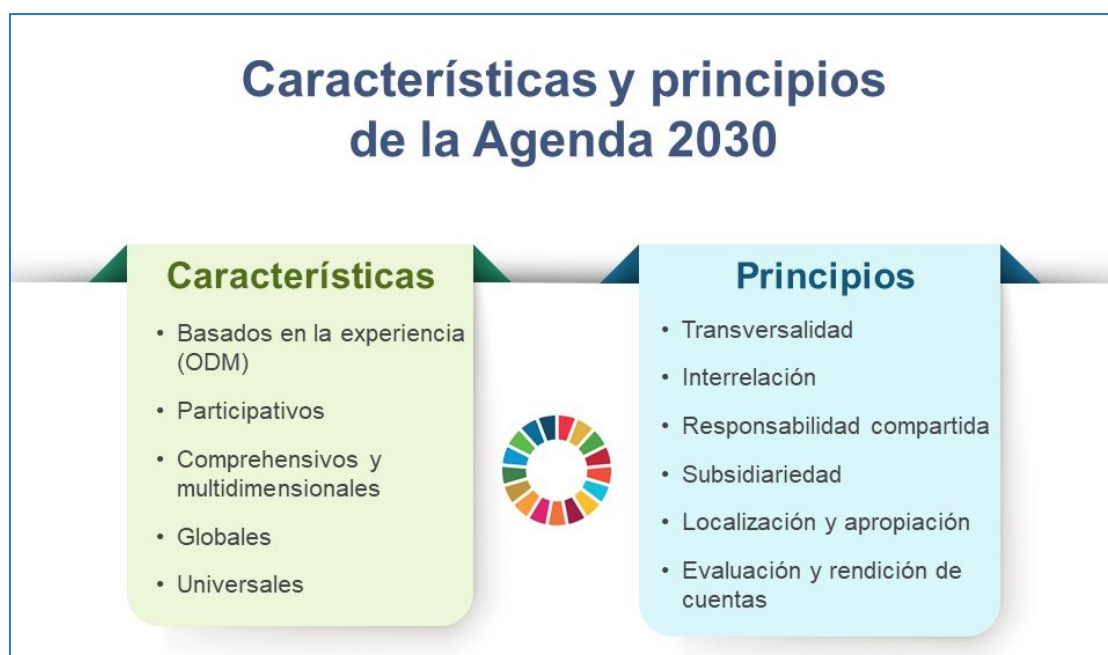 Características y principios
de la Agenda 2030
Características
• Basados en la experiencia
(ODM)
• Participativos
• Comprehensivos y
multidimensionales
• Globales
• Universales
Principios
• Transversalidad
• Interrelación
• Responsabilidad compartida
• Subsidiariedad
• Localización y apropiación
• Evaluación y rendición de
cuentas